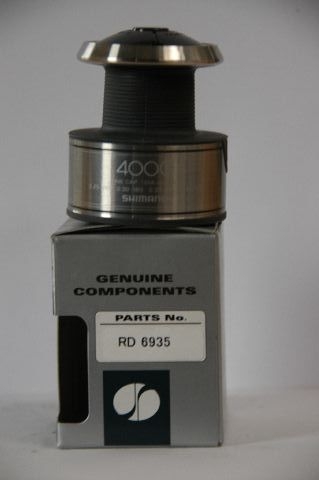 4000
SHIMANO
GENUINE
COMPONENTS
PARTS No.
RD 6935